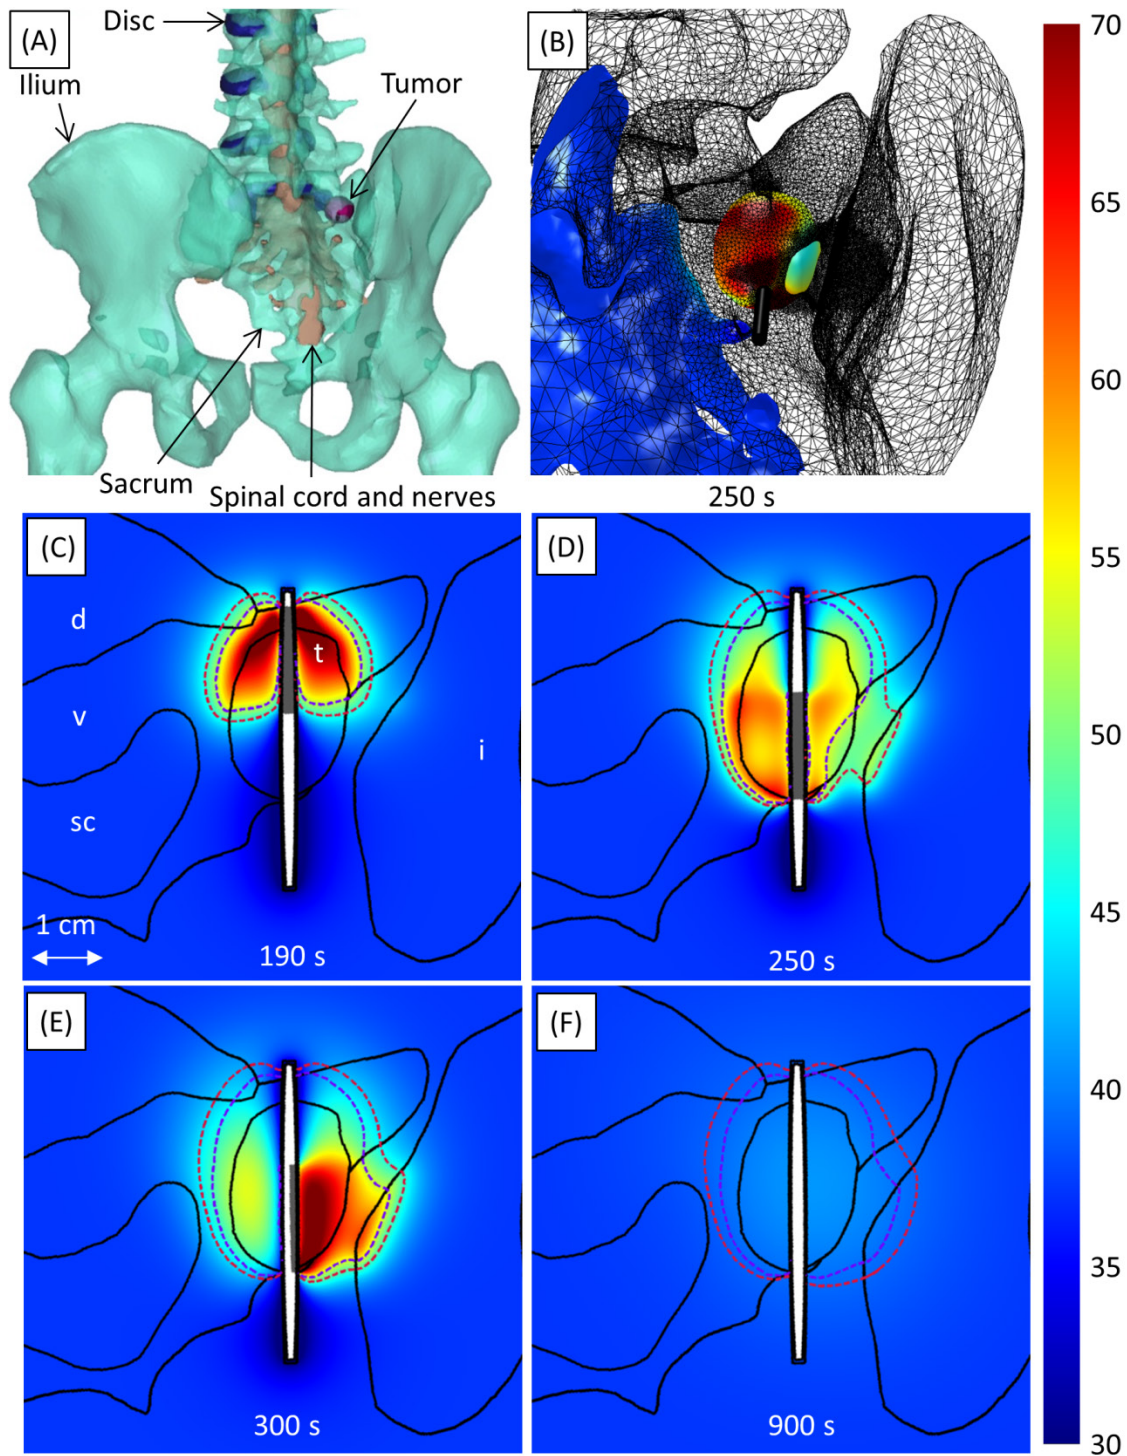 (A)
Disc
Ilium
Tumor
Sacrum
Spinal cord and nerves
(B)
250 s
(C)
d
t
v
i
sc
1 cm
190 s
(D)
250 s
(E)
300 s
(F)
900 s
70
65
60
55
50
45
40
35
30